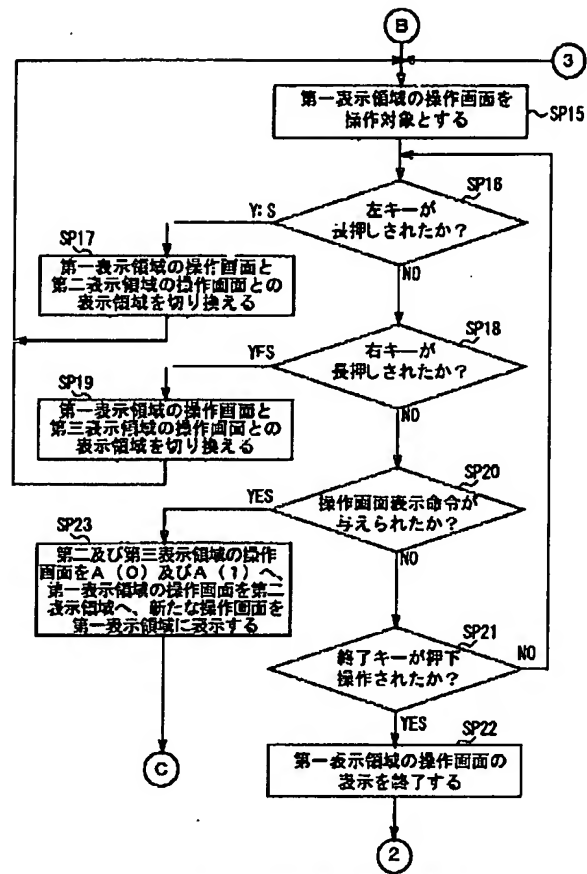 B
3
第一表示領域の操作画面を
操作対象とする
SP15
SP16
左キーが
長押しされたか？
Y:S
NO
SP17
第一表示領域の操作画面と
第二表示領域の操作画面との
表示領域を切り換える
SP18
右キーが
長押しされたか？
YES
NO
SP19
第一表示領域の操作画面と
第三表示領域の操作画面との
表示領域を切り換える
SP20
操作画面表示命令が
与えられたか？
YES
NO
SP23
第二及び第三表示領域の操作
画面をA（0）及びA（1）へ、
第一表示領域の操作画面を第二
表示領域へ、新たな操作画面を
第一表示領域に表示する
SP21
終了キーが押下
操作されたか？
NO
YES
SP22
第一表示領域の操作画面の
表示を終了する
C
2